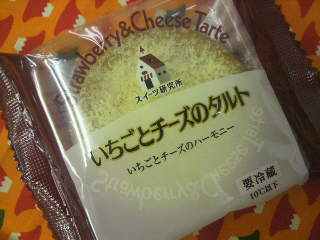 Strawberry&Cheese Tarte
スイーツ研究所
いちごとチーズのタルト
いちごとチーズのハーモニー
要冷蔵
10℃以下